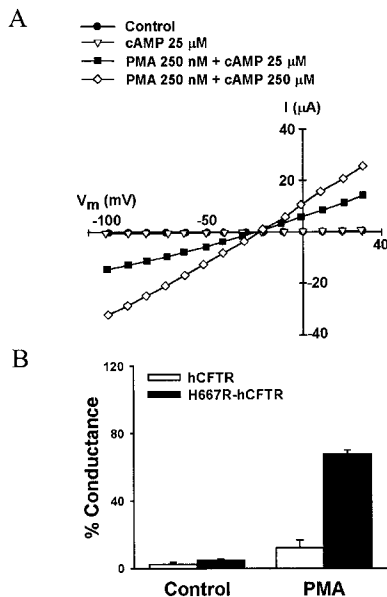 A
Control
cAMP 25 μM
PMA 250 nM + cAMP 25 μM
PMA 250 nM + cAMP 250 μM
I (μA)
40
20
Vm (mV)
-100
-50
40
-20
-40
B
120
80
40
0
% Conductance
hCFTR
H667R-hCFTR
Control
PMA